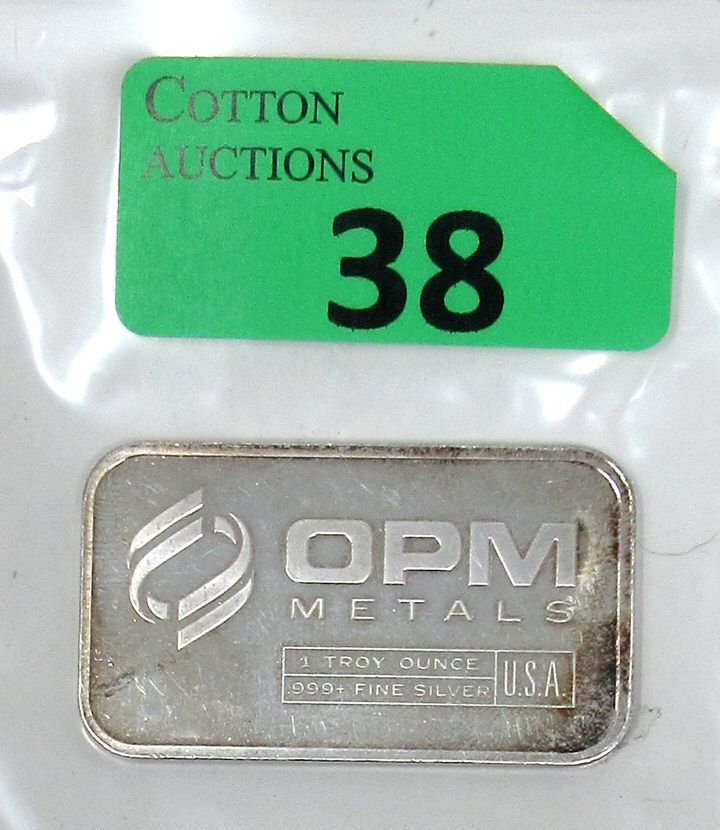 COTTON
AUCTIONS
38
OPM
METALS
1 TROY OUNCE
.999+ FINE SILVER
U.S.A.